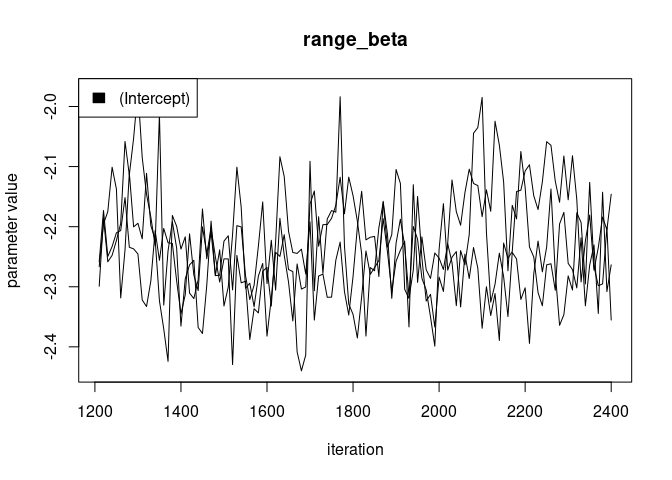 range_beta
(Intercept)
parameter value
-2.0
-2.1
-2.2
-2.3
-2.4
1200 1400 1600 1800 2000 2200 2400
iteration